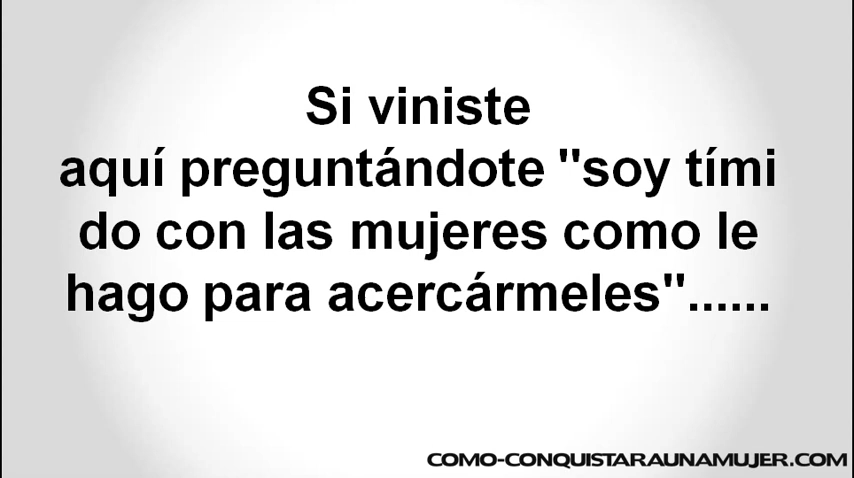 Si viniste
aquí preguntándote "soy tími
do con las mujeres como le
hago para acercármeles"......
COMO-CONQUISTARAUNAMUJER.COM